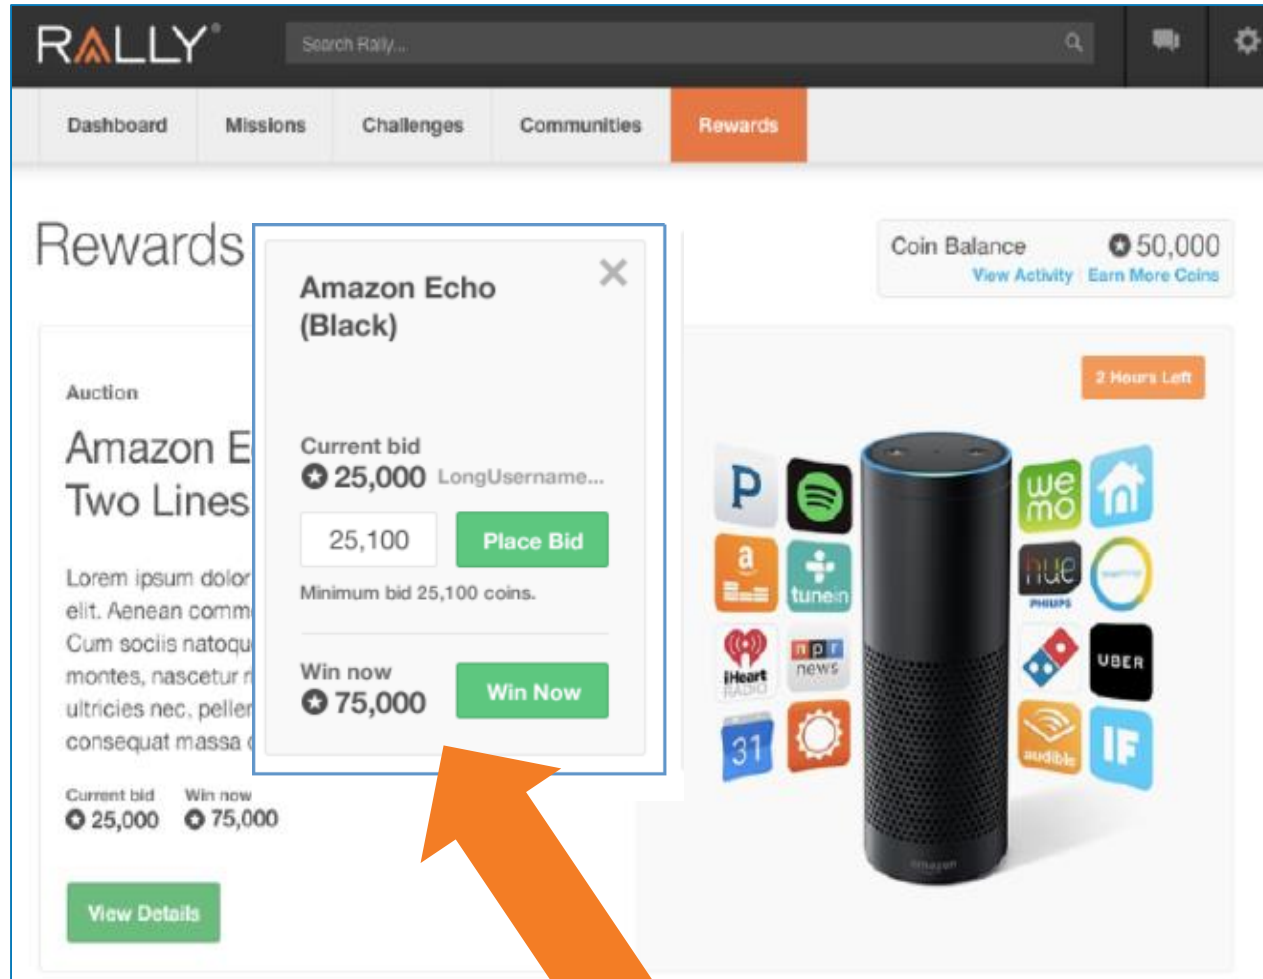 RALLY®
Search Rally...
Dashboard Missions Challenges Communities Rewards
Rewards
Coin Balance 50,000
View Activity Earn More Coins
Auction
Amazon E
Two Lines
Lorem ipsum dolor
elit. Aenean comm
Cum sociis natoqu
montes, nascetur r
ultricies nec, peller
consequat massa
Current bid Win now
25,000 75,000
View Details
Amazon Echo
(Black)
Current bid
25,000 LongUsername...
25,100 Place Bid
Minimum bid 25,100 coins.
Win now
75,000 Win Now
2 Hours Left
P
we
mo
a
tunein
hue
PHILIPS
iHeart
RADIO
npr
news
UBER
31
audible
IF
amazon